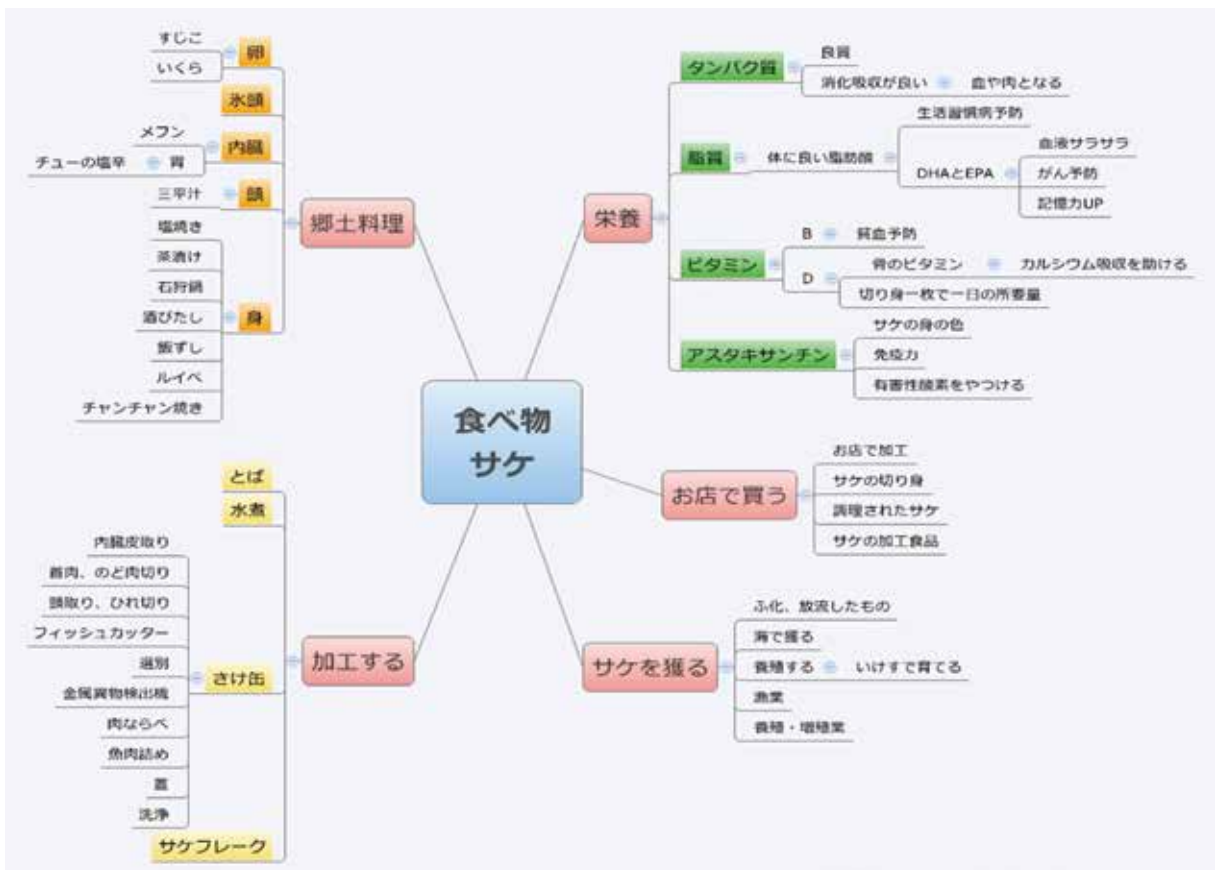 食べ物
サケ
郷土料理
卵
すじこ
いくら
氷頭
内臓
メフン
胃
チューの塩辛
頭
三平汁
身
塩焼き
茶漬け
石狩鍋
酒びたし
飯ずし
ルイベ
チャンチャン焼き
栄養
タンパク質
良質
消化吸収が良い
血や肉となる
脂質
体に良い脂肪酸
生活習慣病予防
DHAとEPA
血液サラサラ
がん予防
記憶力UP
ビタミン
B
貧血予防
D
骨のビタミン
カルシウム吸収を助ける
切り身一枚で一日の所要量
アスタキサンチン
サケの身の色
免疫力
有害性酸素をやつける
お店で買う
お店で加工
サケの切り身
調理されたサケ
サケの加工食品
サケを獲る
ふ化、放流したもの
海で獲る
養殖する
いけすで育てる
漁業
養殖・増殖業
加工する
とば
水煮
さけ缶
内臓皮取り
首肉、のど肉切り
頭取り、ひれ切り
フィッシュカッター
選別
金属異物検出機
肉ならべ
魚肉詰め
蓋
洗浄
サケフレーク